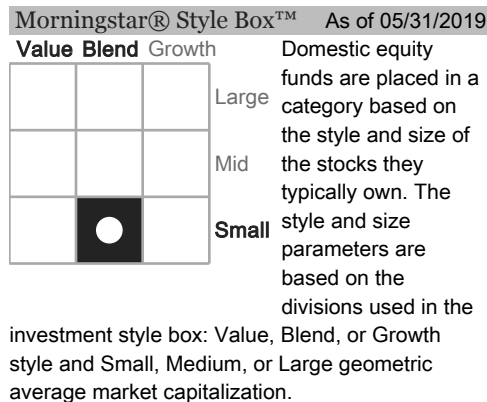 Morningstar® Style Box™ As of 05/31/2019
Value Blend Growth
Large
Mid
Small
Domestic equity
funds are placed in a
category based on
the style and size of
the stocks they
typically own. The
style and size
parameters are
based on the
divisions used in the
investment style box: Value, Blend, or Growth
style and Small, Medium, or Large geometric
average market capitalization.